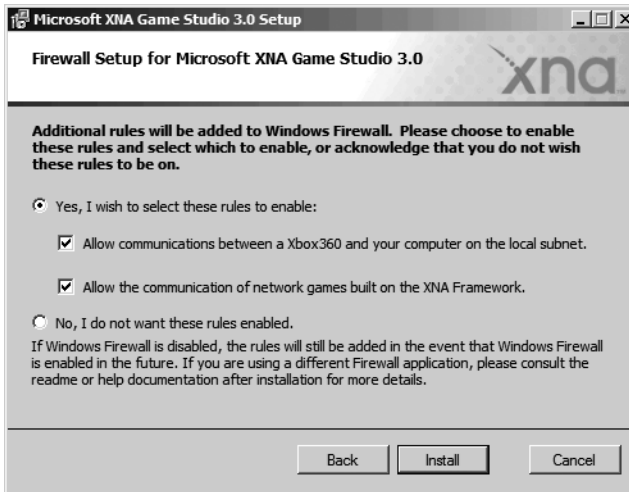 Microsoft XNA Game Studio 3.0 Setup
Firewall Setup for Microsoft XNA Game Studio 3.0
xna
Additional rules will be added to Windows Firewall.  Please choose to enable
these rules and select which to enable, or acknowledge that you do not wish
these rules to be on.
Yes, I wish to select these rules to enable:
Allow communications between a Xbox360 and your computer on the local subnet.
Allow the communication of network games built on the XNA Framework.
No, I do not want these rules enabled.
If Windows Firewall is disabled, the rules will still be added in the event that Windows Firewall
is enabled in the future. If you are using a different Firewall application, please consult the
readme or help documentation after installation for more details.
Back Install Cancel